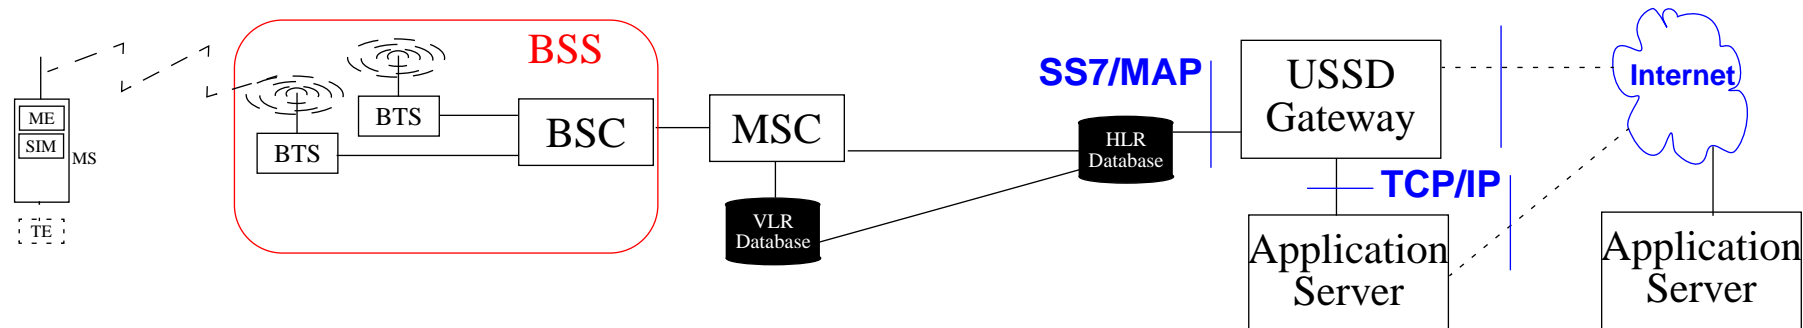 ME
SIM
MS
TE
BSS
BTS
BTS
BSC
MSC
VLR
Database
HLR
Database
SS7/MAP
USSD
Gateway
TCP/IP
Application
Server
Internet
Application
Server